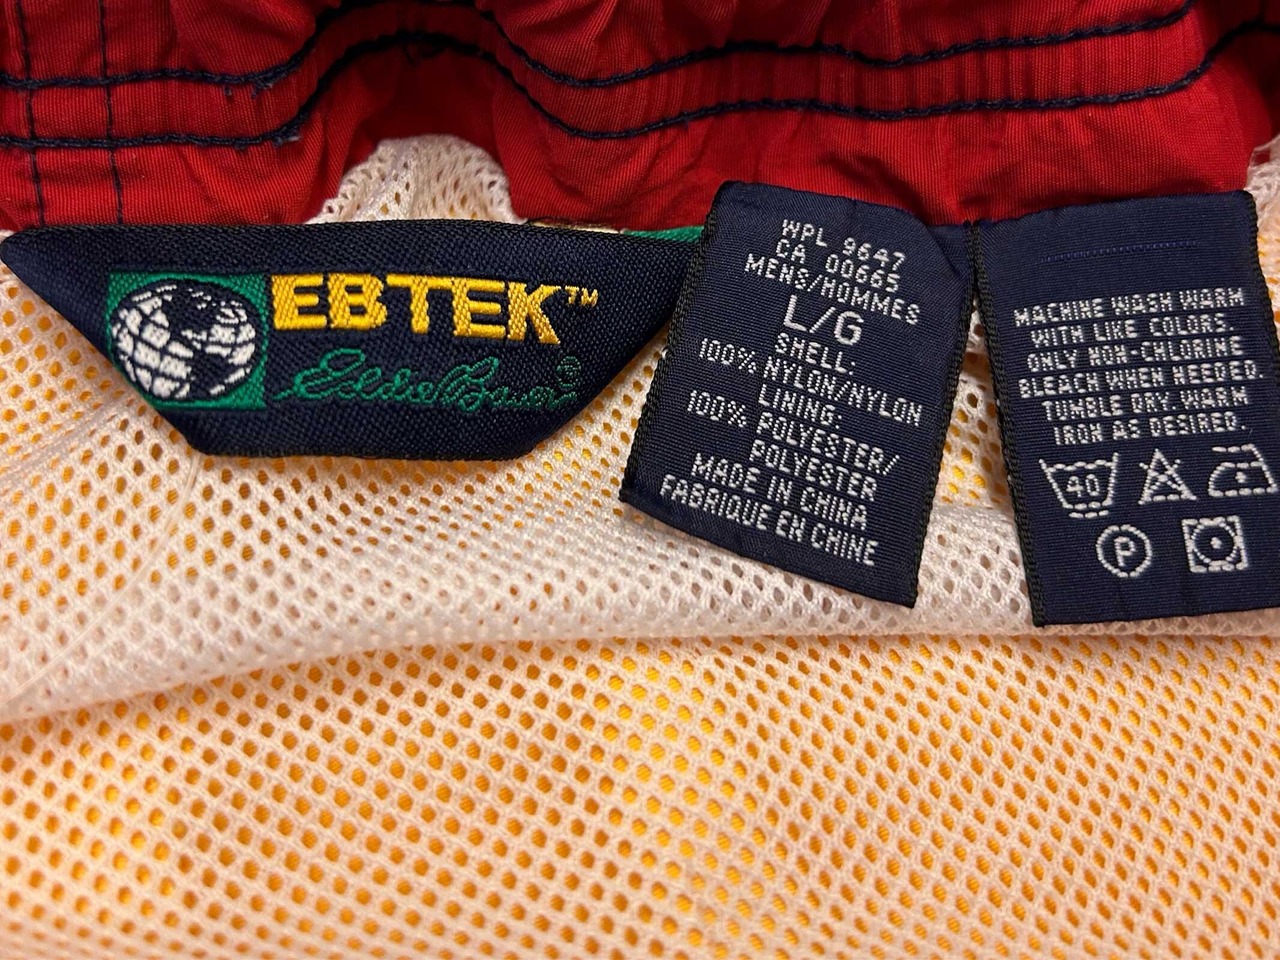 EBTEK™
Eddie Bauer®
WPL 9647
CA 00665
MENS/HOMMES
L/G
SHELL:
100% NYLON/NYLON
LINING:
100% POLYESTER/
POLYESTER
MADE IN CHINA
FABRIQUE EN CHINE
MACHINE WASH WARM
WITH LIKE COLORS.
ONLY NON-CHLORINE
BLEACH WHEN NEEDED.
TUMBLE DRY WARM
IRON AS DESIRED.
40
P